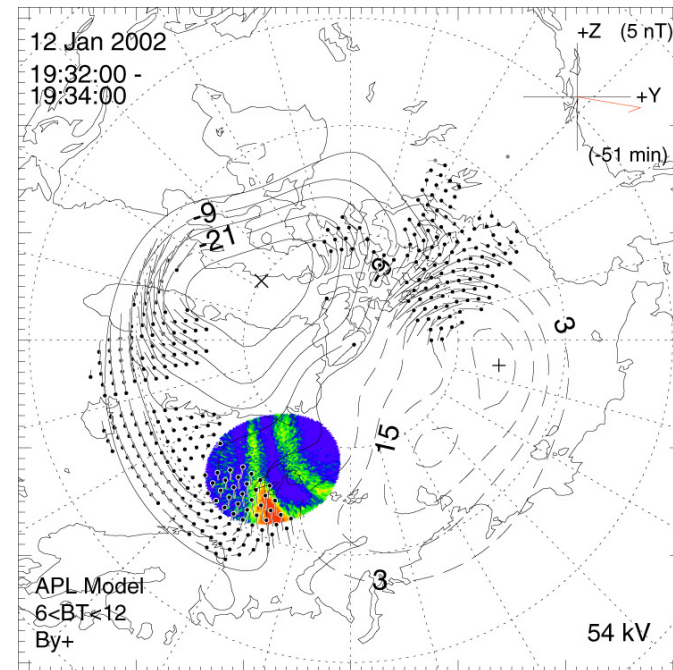 12 Jan 2002
19:32:00 -
19:34:00
+Z (5 nT)
+Y
(-51 min)
-9
-21
-9
3
15
3
APL Model
6<BT<12
By+
54 kV